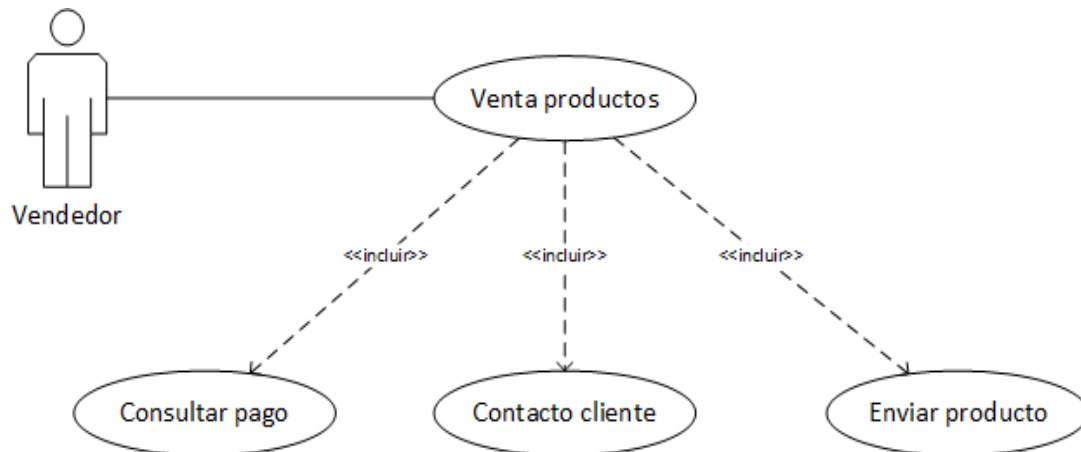 Venta productos
Vendedor
<<incluir>>
<<incluir>>
<<incluir>>
Consultar pago
Contacto cliente
Enviar producto